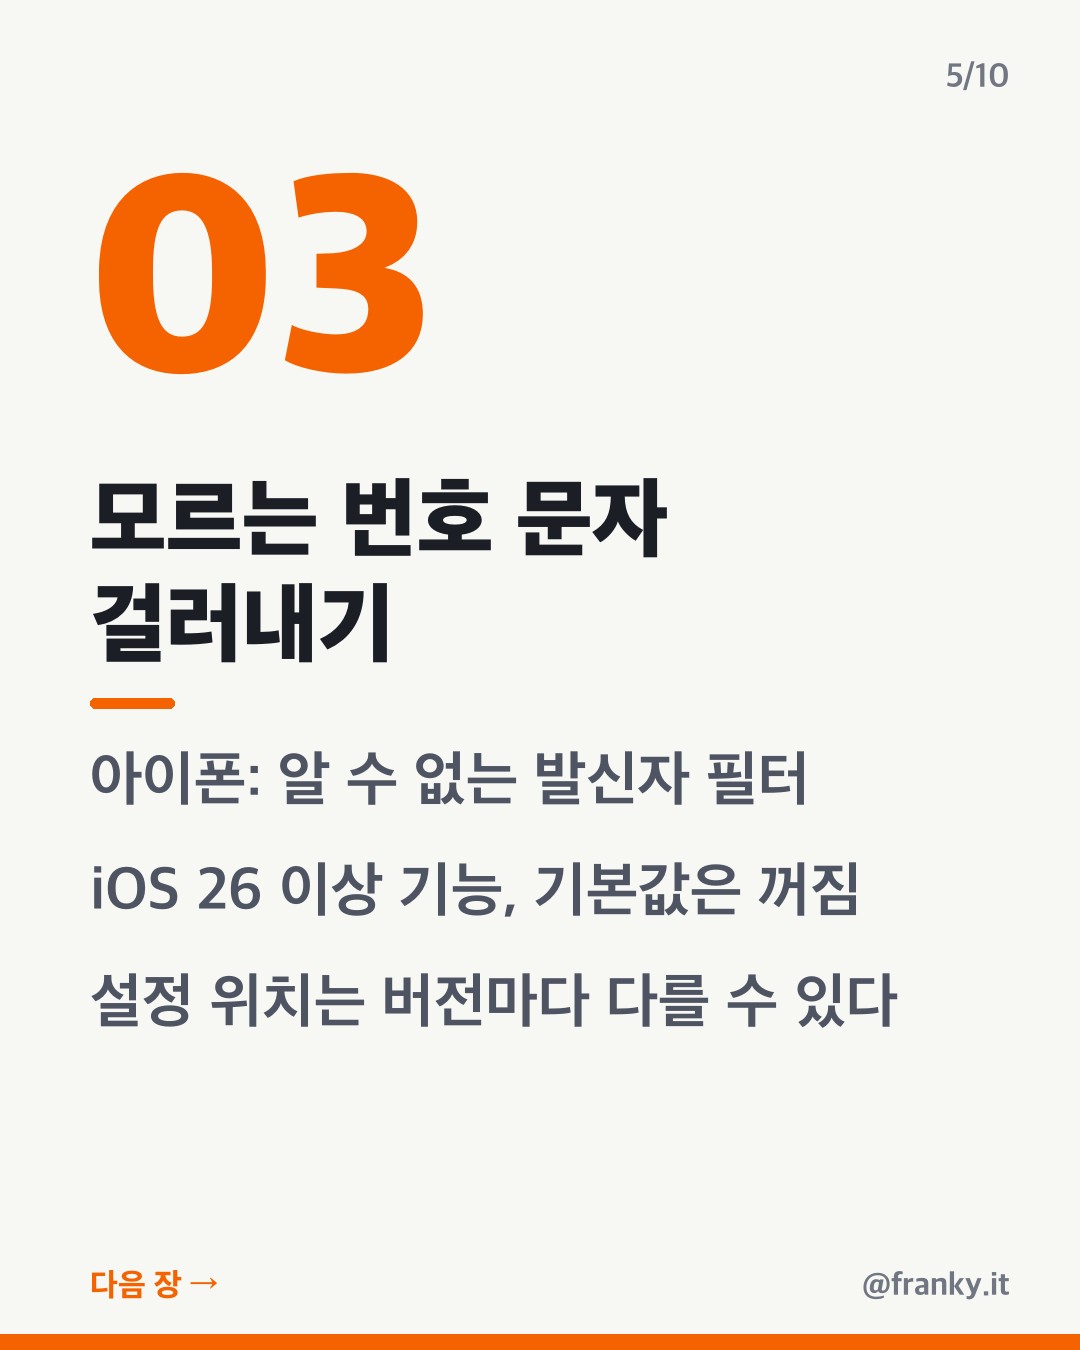 5/10
03
모르는 번호 문자
걸러내기
아이폰: 알 수 없는 발신자 필터
iOS 26 이상 기능, 기본값은 꺼짐
설정 위치는 버전마다 다를 수 있다
다음 장 →
@franky.it